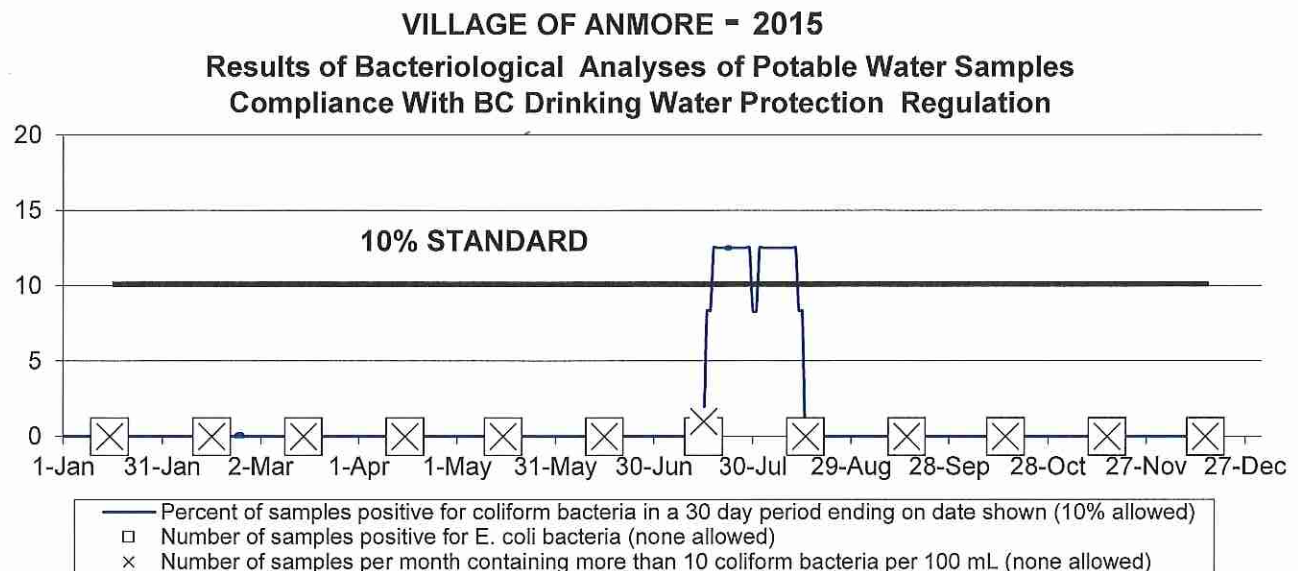 VILLAGE OF ANMORE - 2015
Results of Bacteriological Analyses of Potable Water Samples
Compliance With BC Drinking Water Protection Regulation
20
15
10% STANDARD
10
5
0
1-Jan 31-Jan 2-Mar 1-Apr 1-May 31-May 30-Jun 30-Jul 29-Aug 28-Sep 28-Oct 27-Nov 27-Dec
Percent of samples positive for coliform bacteria in a 30 day period ending on date shown (10% allowed)
Number of samples positive for E. coli bacteria (none allowed)
Number of samples per month containing more than 10 coliform bacteria per 100 mL (none allowed)